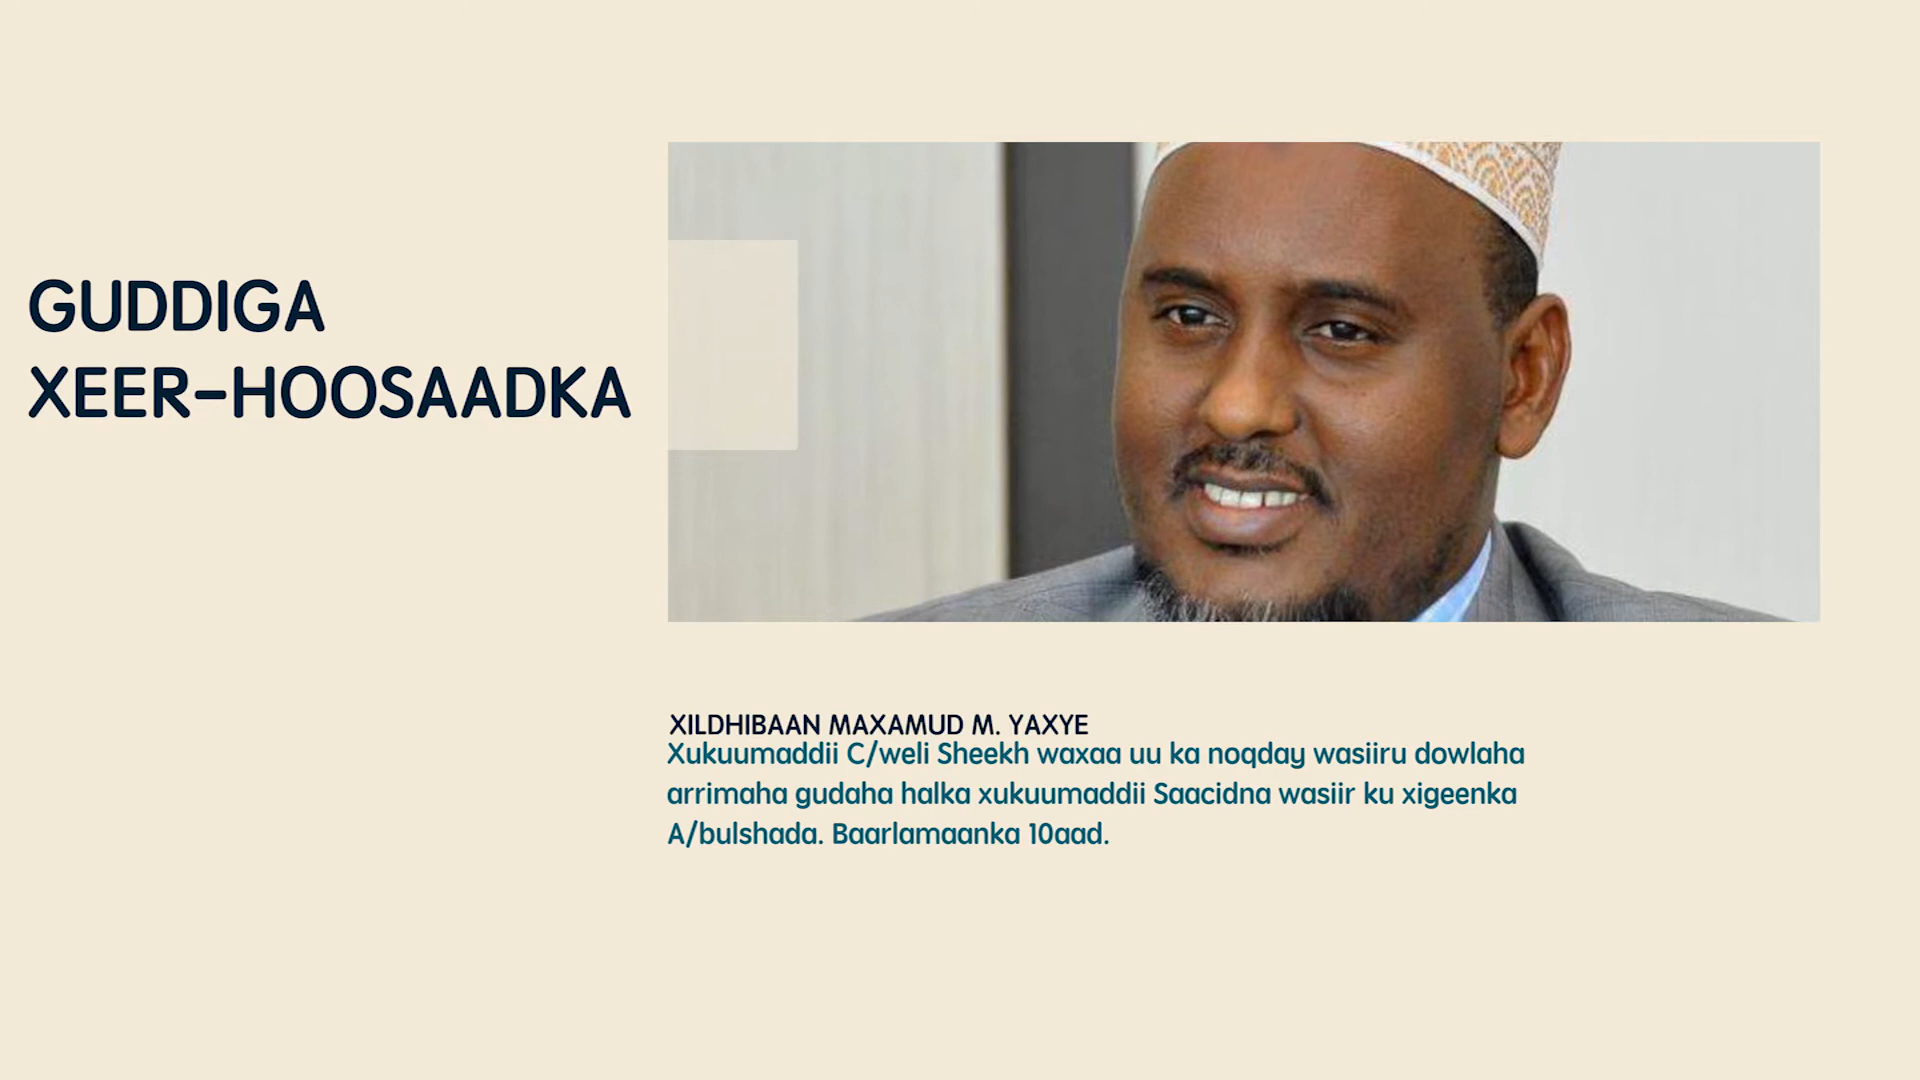 GUDDIGA
XEER-HOOSAADKA
XILDHIBAAN MAXAMUD M. YAXYE
Xukuumaddii C/weli Sheekh waxaa uu ka noqday wasiiru dowlaha
arrimaha gudaha halka xukuumaddii Saacidna wasiir ku xigeenka
A/bulshada. Baarlamaanka 10aad.